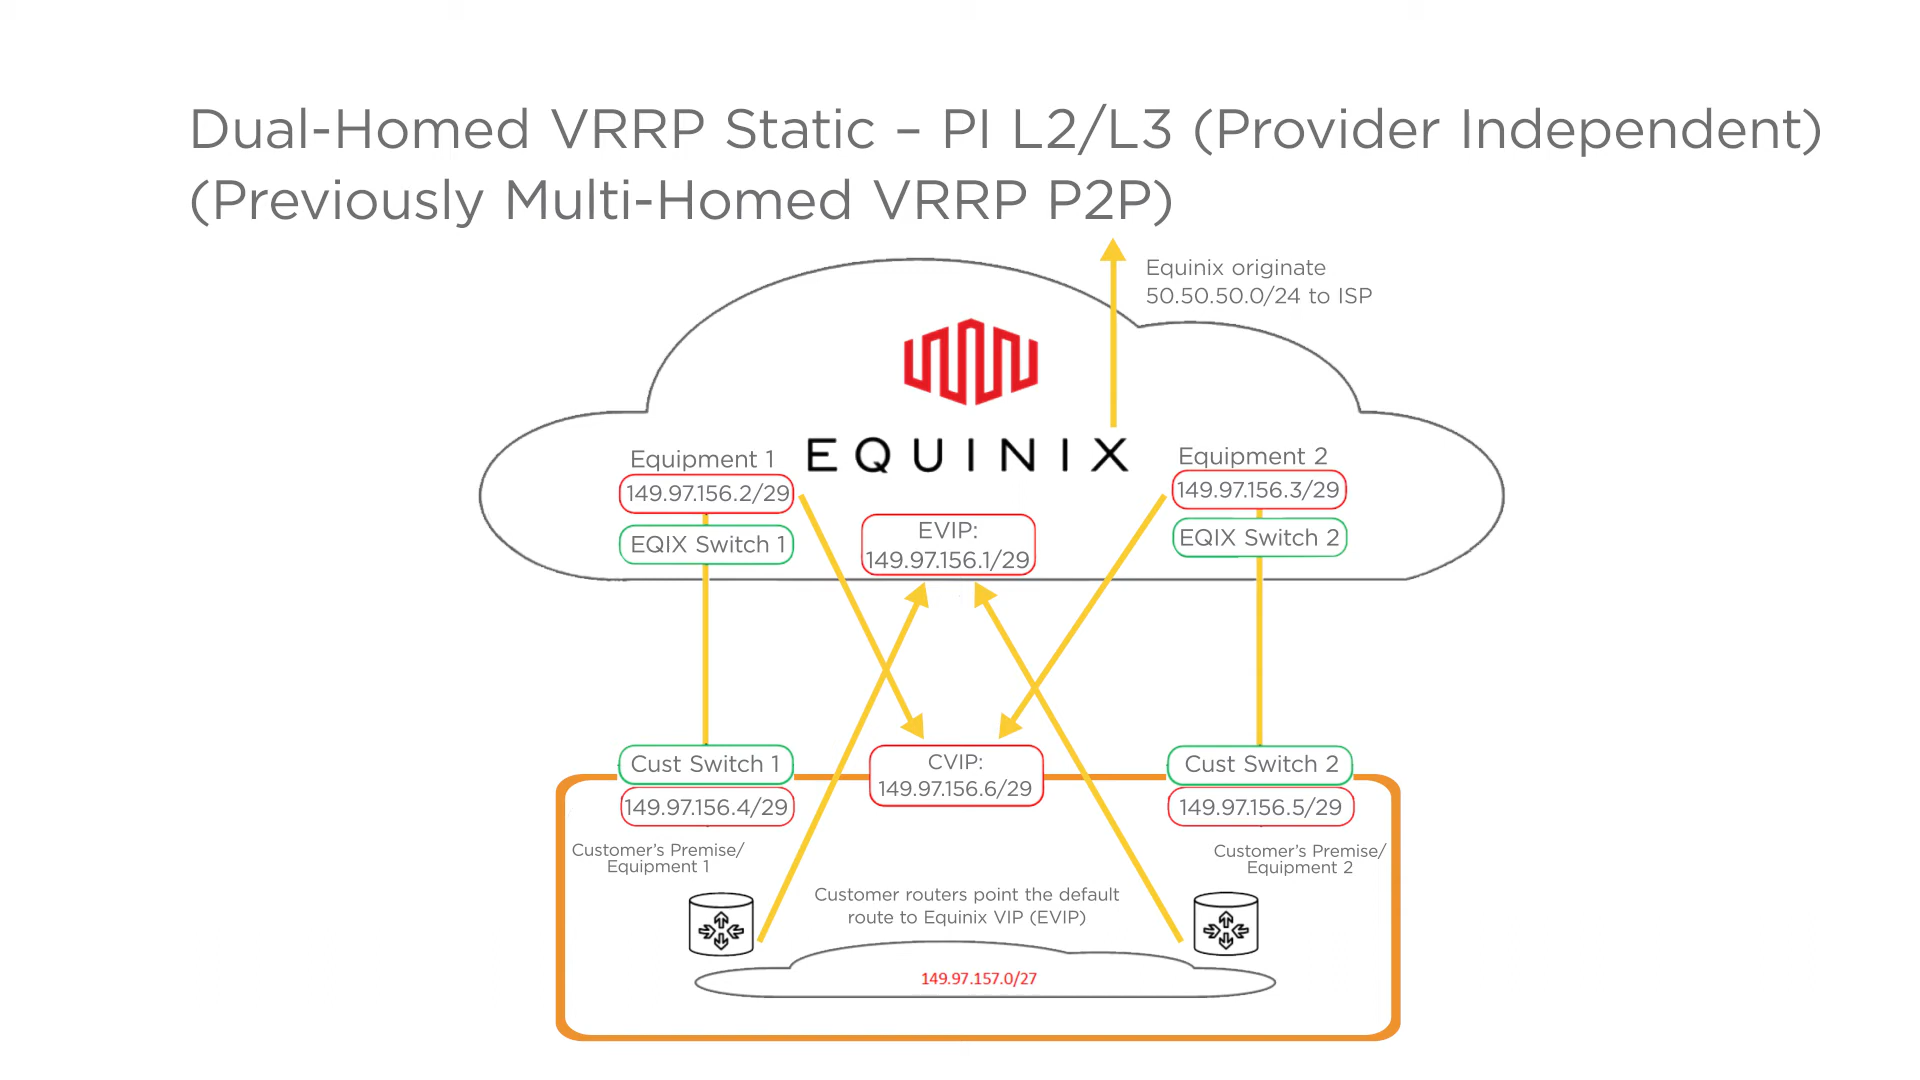 Dual-Homed VRRP Static – PI L2/L3 (Provider Independent)
(Previously Multi-Homed VRRP P2P)
Equinix originate
50.50.50.0/24 to ISP
EQUINIX
Equipment 1
149.97.156.2/29
EQIX Switch 1
EVIP:
149.97.156.1/29
Equipment 2
149.97.156.3/29
EQIX Switch 2
Cust Switch 1
149.97.156.4/29
CVIP:
149.97.156.6/29
Cust Switch 2
149.97.156.5/29
Customer's Premise/
Equipment 1
Customer's Premise/
Equipment 2
Customer routers point the default
route to Equinix VIP (EVIP)
149.97.157.0/27